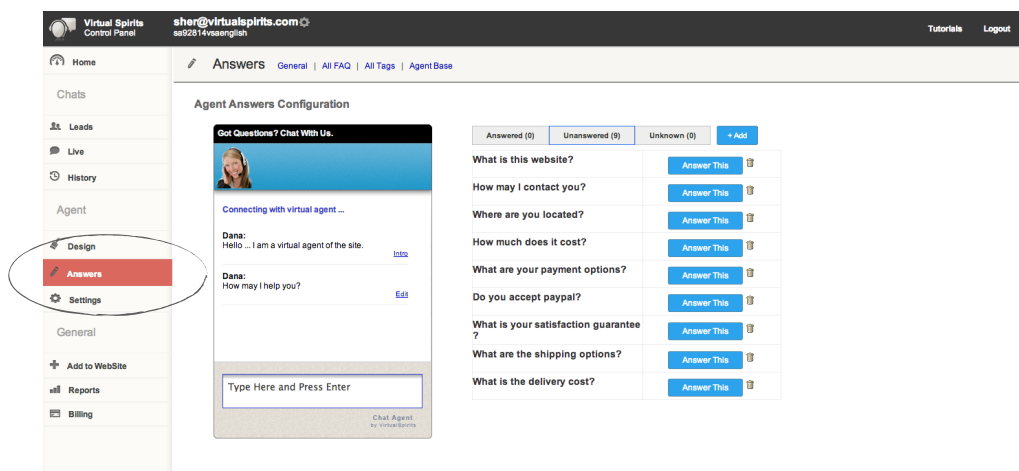 Virtual Spirits
Control Panel
sher@virtualspirits.com
sa92814vsaenglish
Tutorials
Logout
Home
Chats
Leads
Live
History
Agent
Design
Answers
Settings
General
Add to WebSite
Reports
Billing
Answers General | All FAQ | All Tags | Agent Base
Agent Answers Configuration
Got Questions? Chat With Us.
Connecting with virtual agent ...
Dana:
Hello ... I am a virtual agent of the site.
Intro
Dana:
How may I help you?
Edit
Type Here and Press Enter
Chat Agent
by VirtualSpirits
Answered (0) Unanswered (9) Unknown (0) + Add
What is this website? Answer This
How may I contact you? Answer This
Where are you located? Answer This
How much does it cost? Answer This
What are your payment options? Answer This
Do you accept paypal? Answer This
What is your satisfaction guarantee
? Answer This
What are the shipping options? Answer This
What is the delivery cost? Answer This